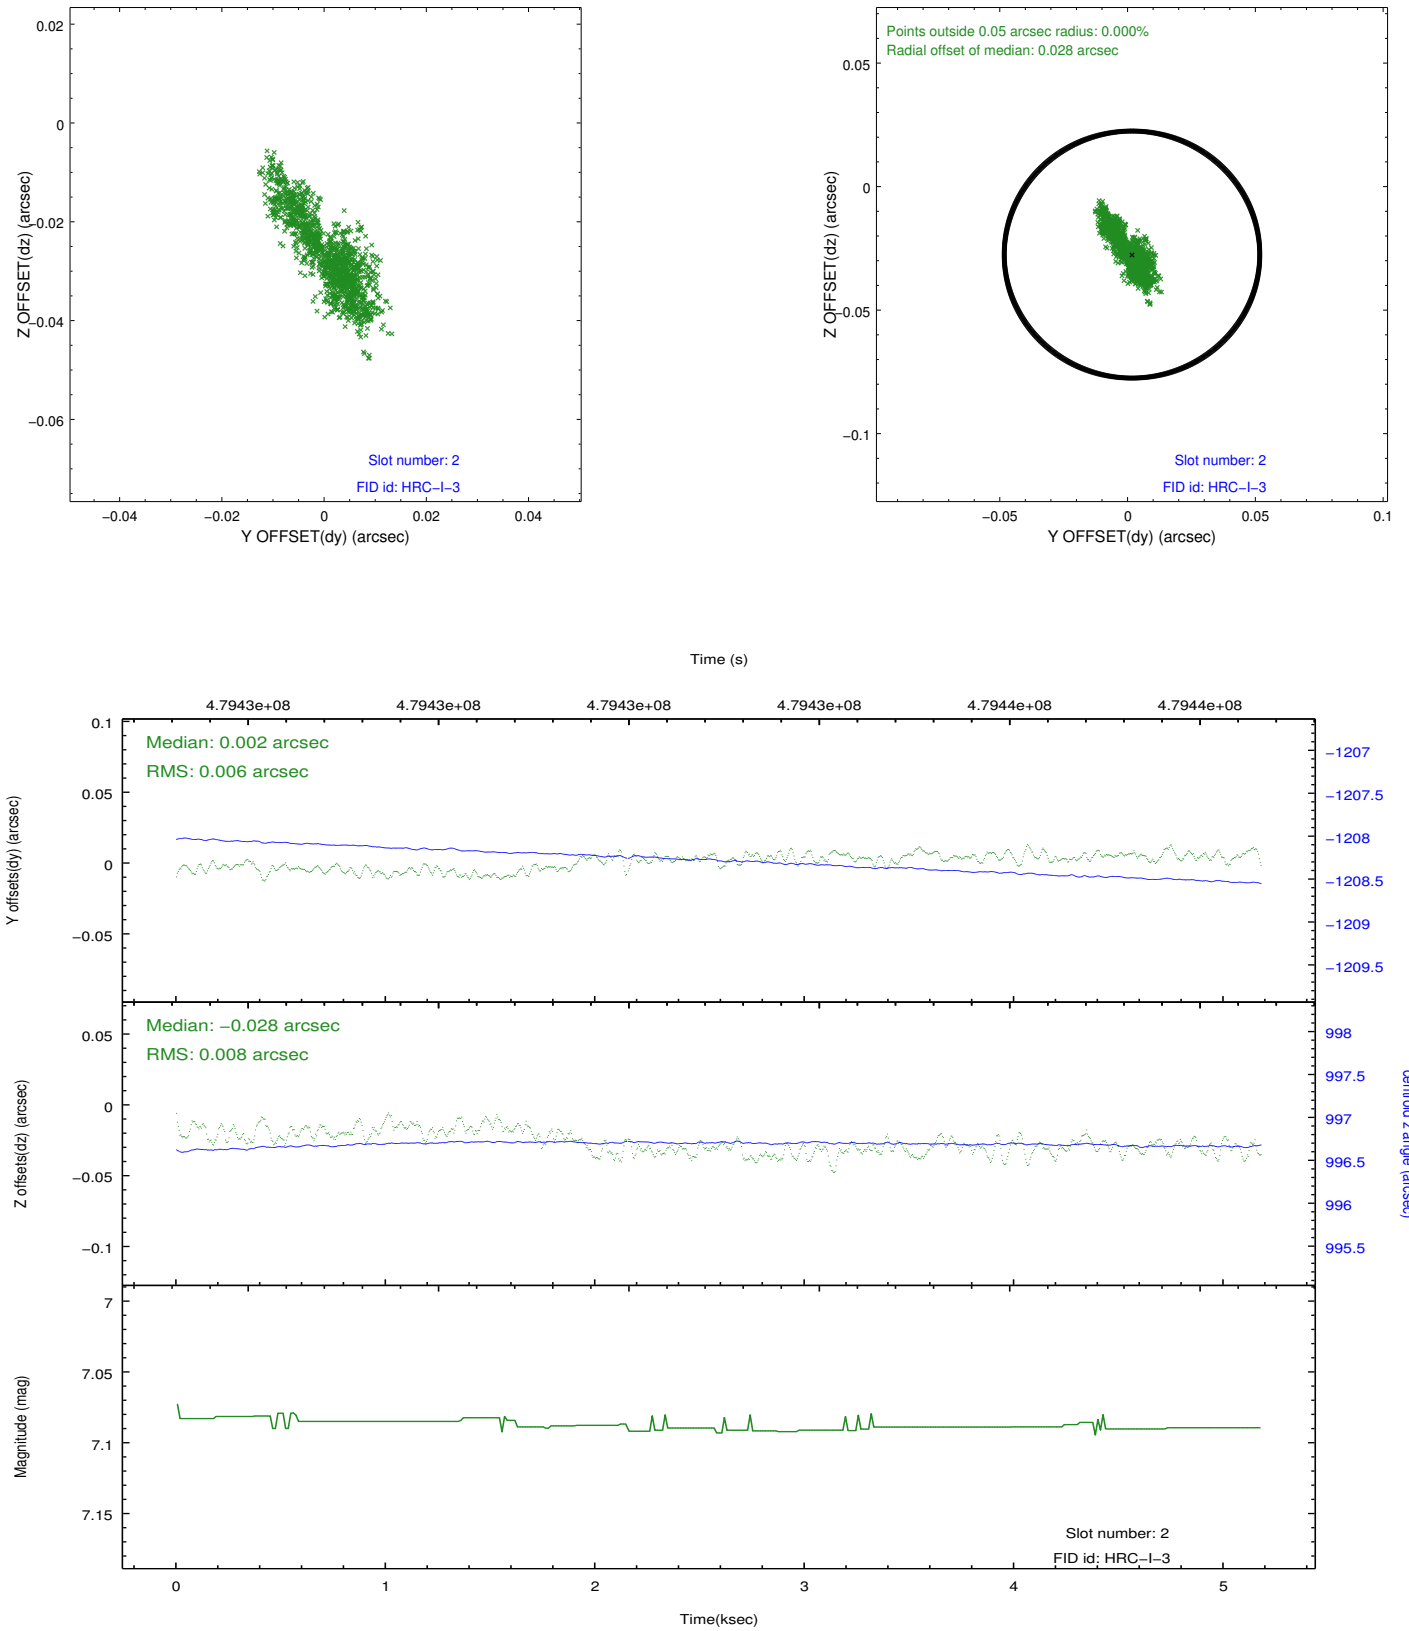 0.02
0
−0.02
−0.04
−0.06
Z OFFSET(dz) (arcsec)
Slot number: 2
FID id: HRC−I−3
−0.04
−0.02
0
0.02
0.04
Y OFFSET(dy) (arcsec)
Points outside 0.05 arcsec radius: 0.000%
Radial offset of median: 0.028 arcsec
0.05
0
−0.05
−0.1
Z OFFSET(dz) (arcsec)
Slot number: 2
FID id: HRC−I−3
−0.05
0
0.05
0.1
Y OFFSET(dy) (arcsec)
Time (s)
4.7943e+08
4.7943e+08
4.7943e+08
4.7943e+08
4.7944e+08
4.7944e+08
Median: 0.002 arcsec
RMS: 0.006 arcsec
0.1
0.05
0
−0.05
Y offsets(dy) (arcsec)
−1207
−1207.5
−1208
−1208.5
−1209
−1209.5
Median: −0.028 arcsec
RMS: 0.008 arcsec
0.05
0
−0.05
−0.1
Z offsets(dz) (arcsec)
998
997.5
997
996.5
996
995.5
centroid z angle (arcsec)
7
7.05
7.1
7.15
Magnitude (mag)
Slot number: 2
FID id: HRC−I−3
0
1
2
3
4
5
Time(ksec)